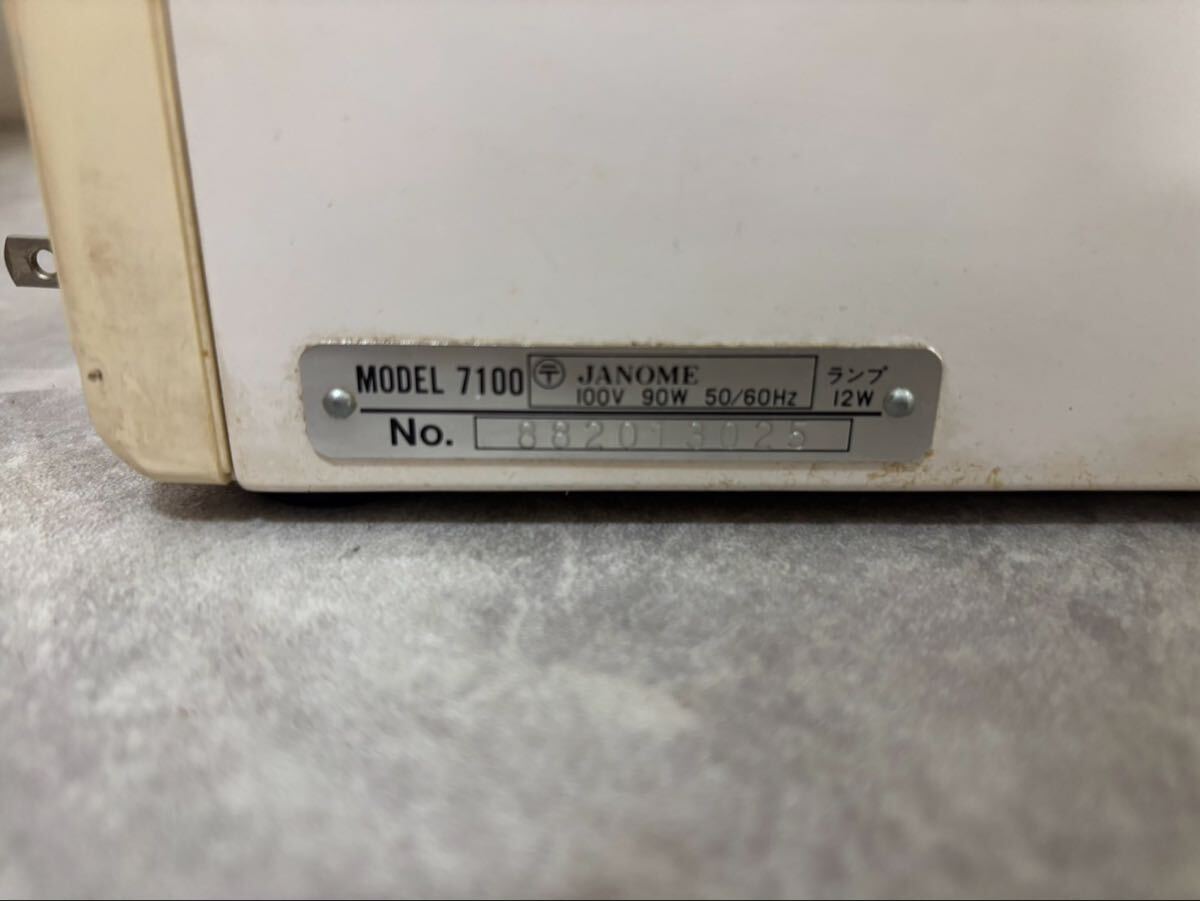 MODEL 7100 〒 JANOME ランプ
100V 90W 50/60Hz 12W
No. 882013025